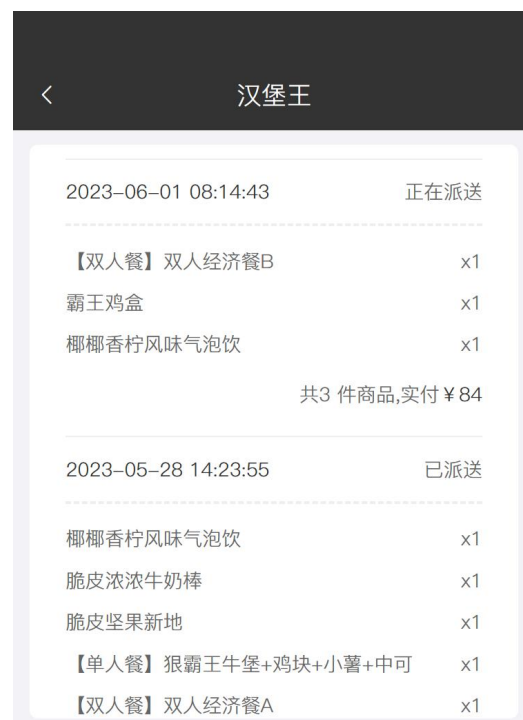 汉堡王
2023-06-01 08:14:43 正在派送
【双人餐】双人经济餐B x1
霸王鸡盒 x1
椰椰香柠风味气泡饮 x1
共3 件商品,实付￥84
2023-05-28 14:23:55 已派送
椰椰香柠风味气泡饮 x1
脆皮浓浓牛奶棒 x1
脆皮坚果新地 x1
【单人餐】狠霸王牛堡+鸡块+小薯+中可 x1
【双人餐】双人经济餐A x1